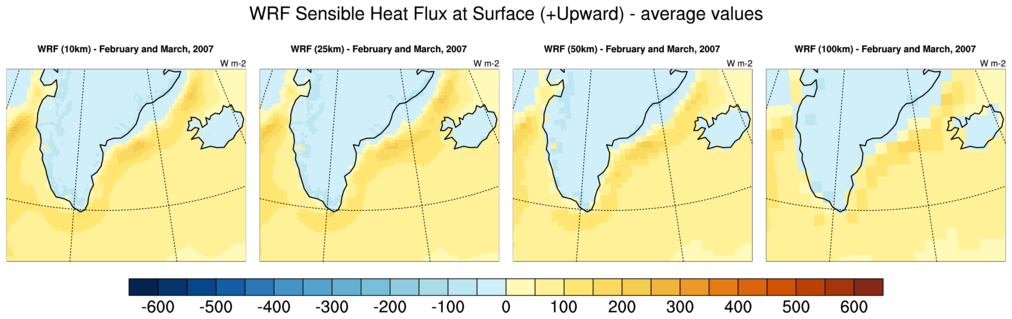 WRF Sensible Heat Flux at Surface (+Upward) - average values
WRF (10km) - February and March, 2007
W m-2
WRF (25km) - February and March, 2007
W m-2
WRF (50km) - February and March, 2007
W m-2
WRF (100km) - February and March, 2007
W m-2
-600 -500 -400 -300 -200 -100 0 100 200 300 400 500 600